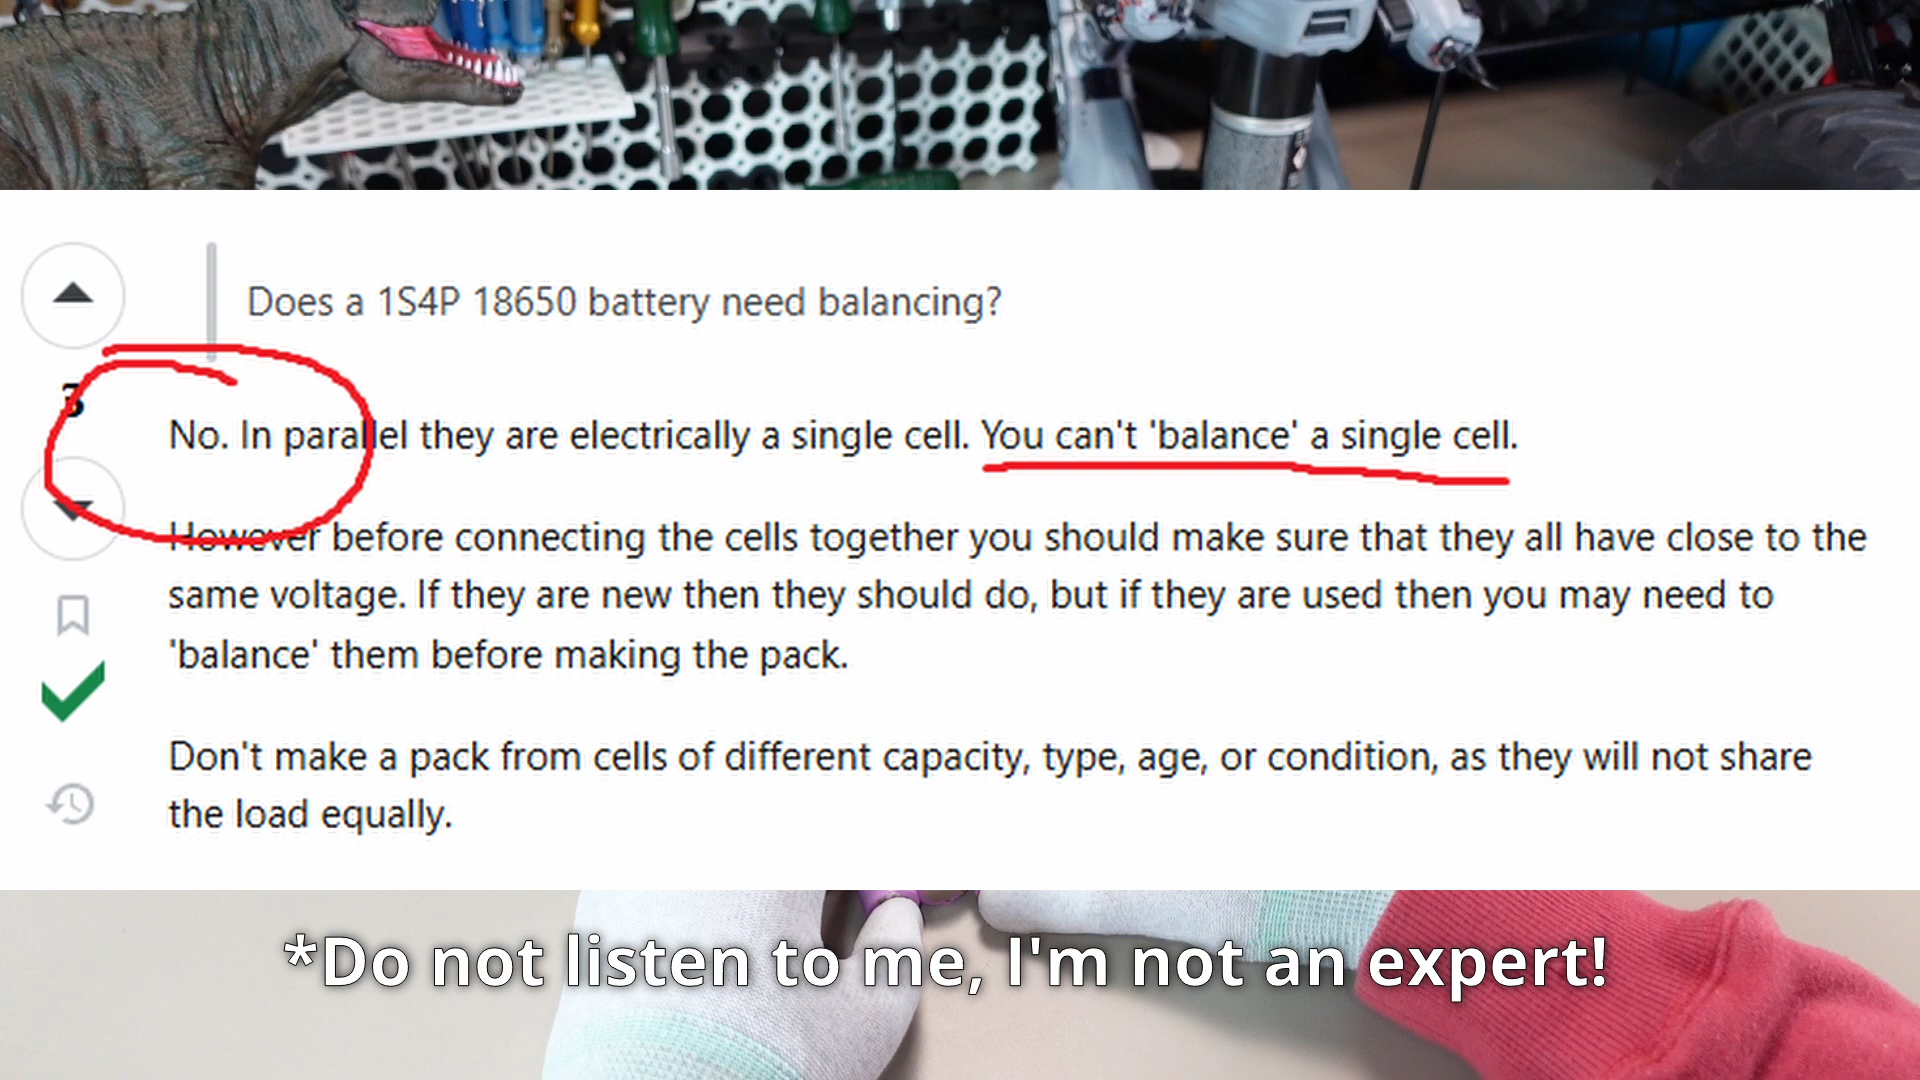 Does a 1S4P 18650 battery need balancing?
3
No. In parallel they are electrically a single cell. You can't 'balance' a single cell.
However before connecting the cells together you should make sure that they all have close to the
same voltage. If they are new then they should do, but if they are used then you may need to
'balance' them before making the pack.
Don't make a pack from cells of different capacity, type, age, or condition, as they will not share
the load equally.
*Do not listen to me, I'm not an expert!